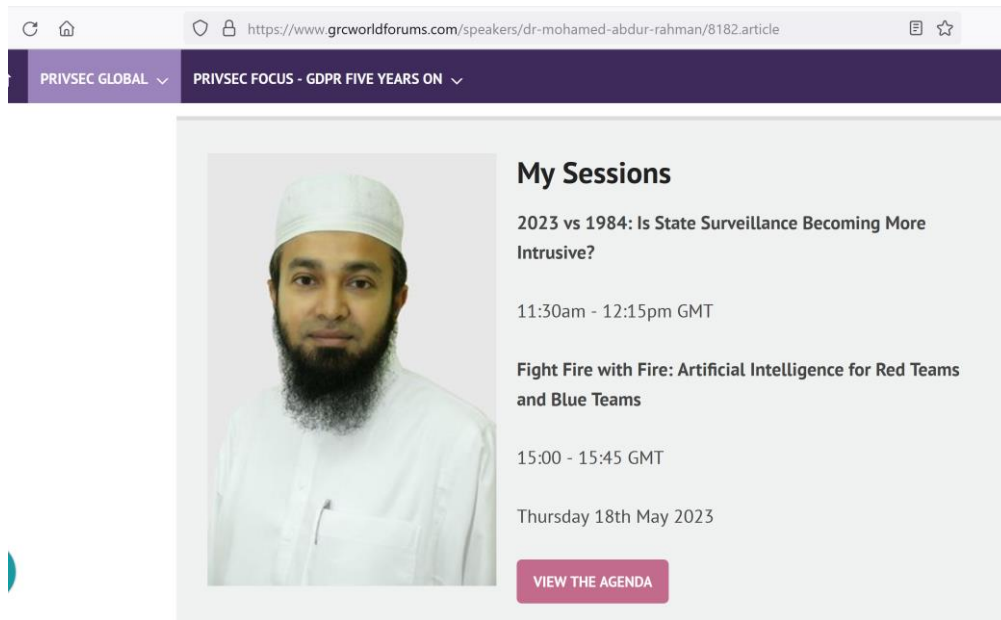 https://www.grcworldforums.com/speakers/dr-mohamed-abdur-rahman/8182.article
PRIVSEC GLOBAL
PRIVSEC FOCUS - GDPR FIVE YEARS ON
My Sessions
2023 vs 1984: Is State Surveillance Becoming More
Intrusive?
11:30am - 12:15pm GMT
Fight Fire with Fire: Artificial Intelligence for Red Teams
and Blue Teams
15:00 - 15:45 GMT
Thursday 18th May 2023
VIEW THE AGENDA